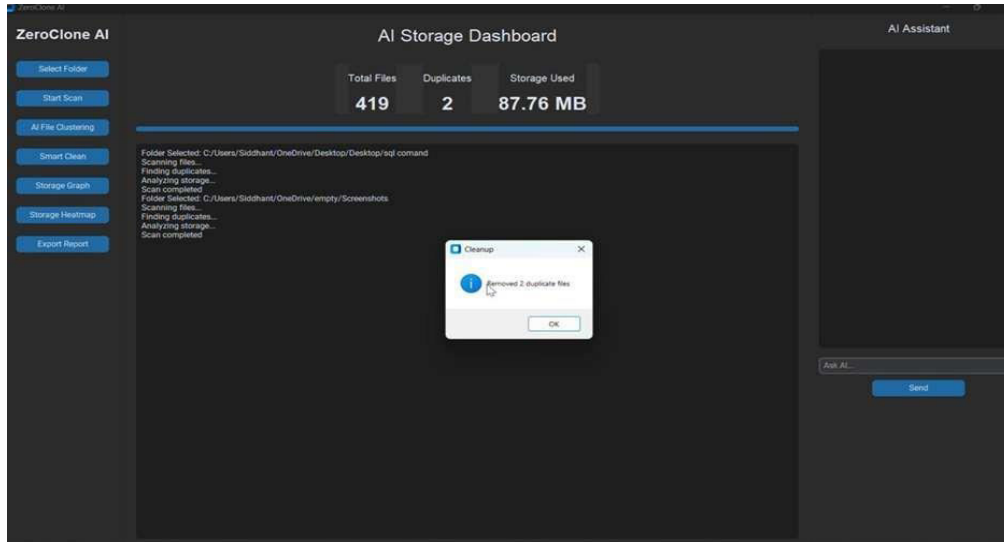 ZeroClone AI
ZeroClone AI
Select Folder
Start Scan
AI File Clustering
Smart Clean
Storage Graph
Storage Heatmap
Export Report
AI Storage Dashboard
Total Files
Duplicates
Storage Used
419
2
87.76 MB
Folder Selected: C:/Users/Siddhant/OneDrive/Desktop/Desktop/sql comand
Scanning files...
Finding duplicates...
Analyzing storage...
Scan completed
Folder Selected: C:/Users/Siddhant/OneDrive/empty/Screenshots
Scanning files...
Finding duplicates...
Analyzing storage...
Scan completed
Cleanup
Removed 2 duplicate files
OK
AI Assistant
Ask AI...
Send